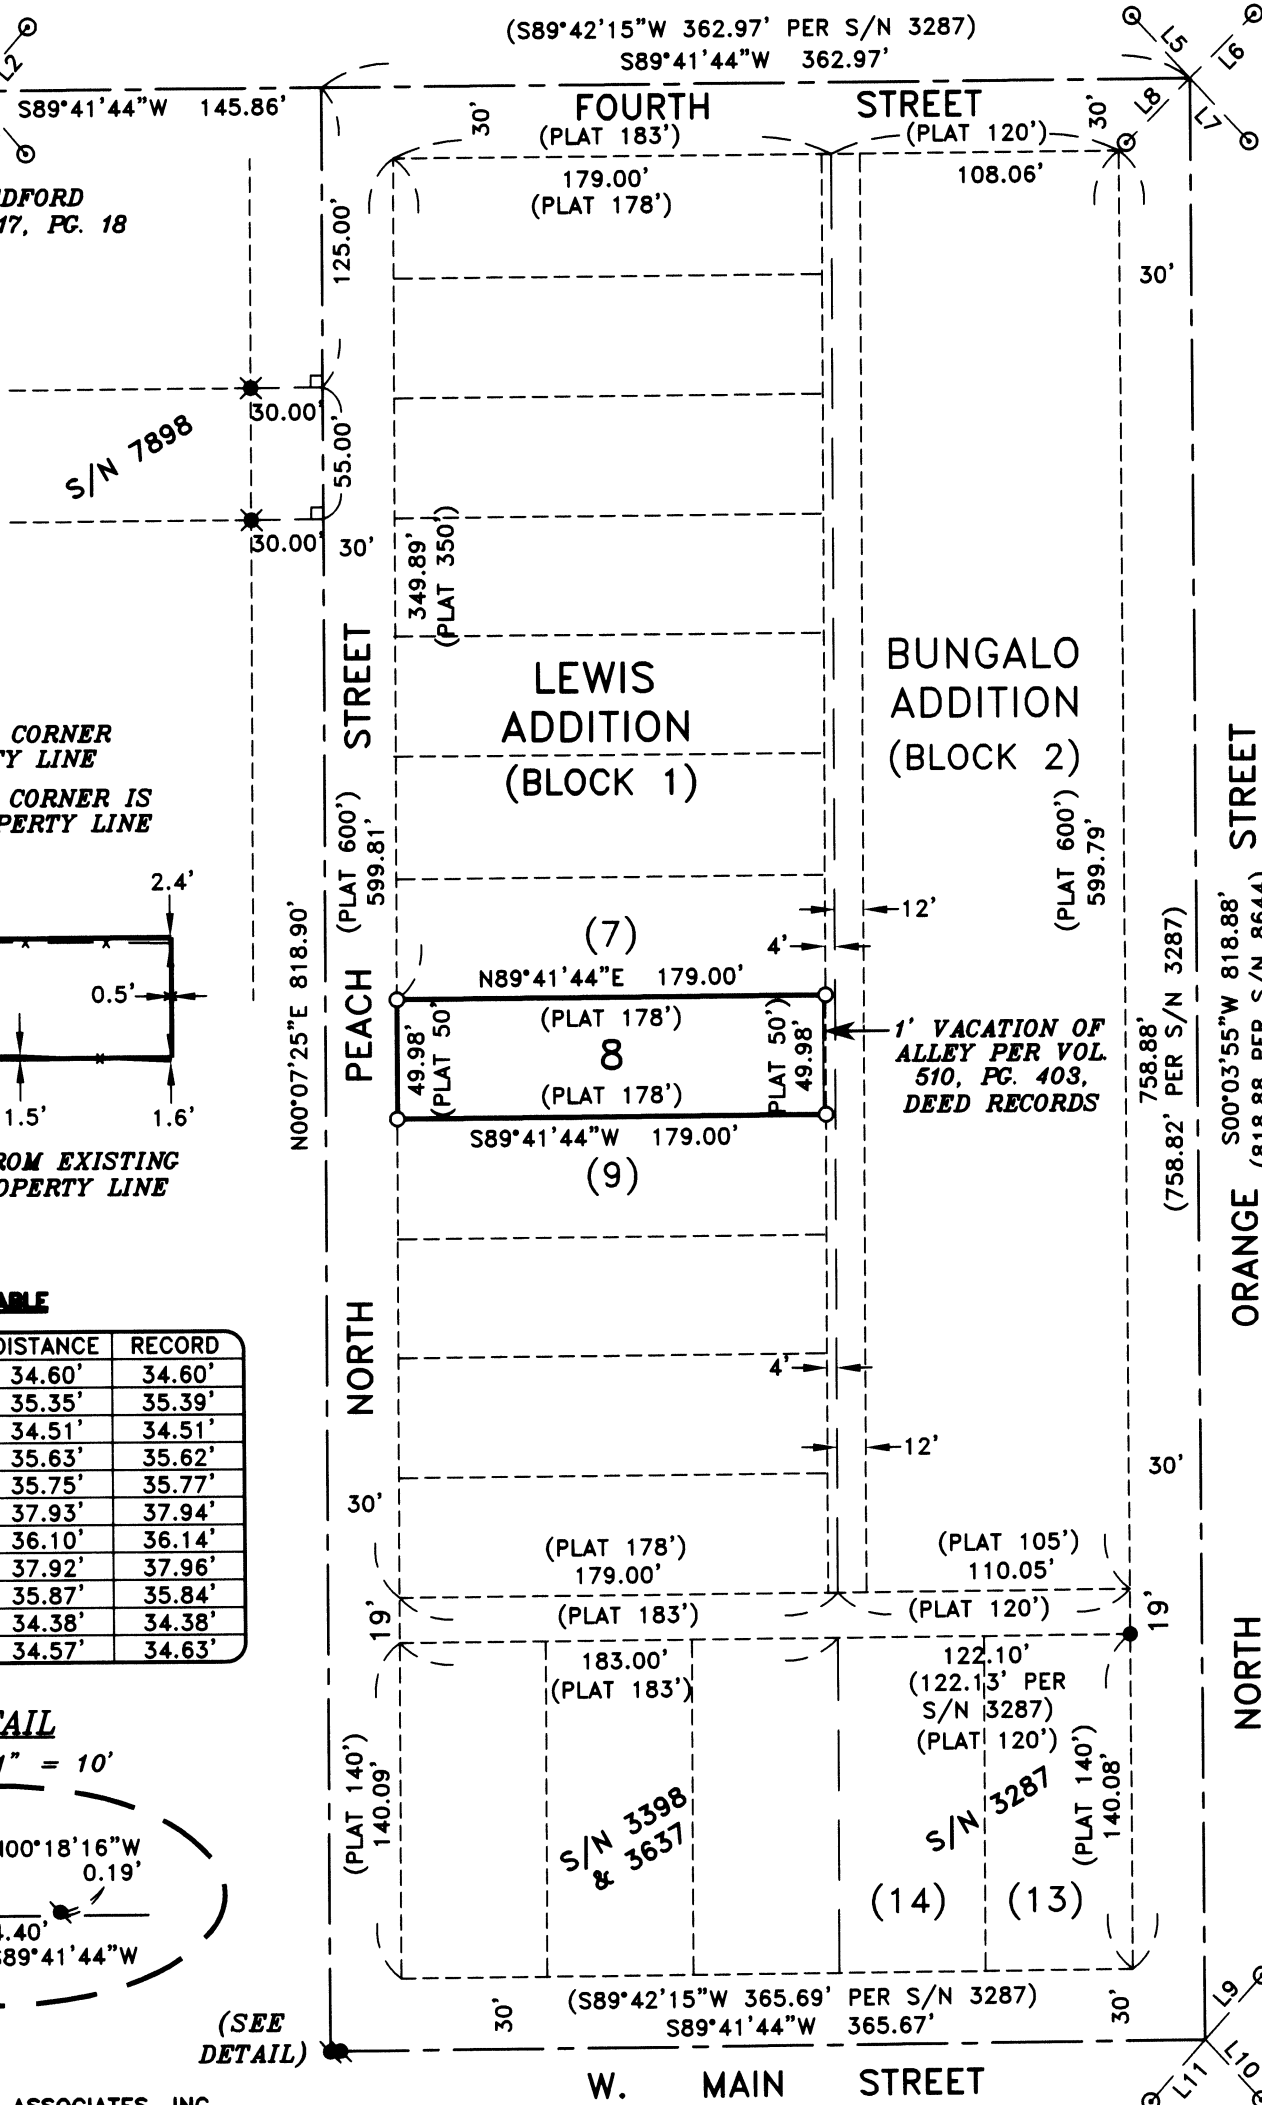 (S89°42'15"W 362.97' PER S/N 3287)
S89°41'44"W 362.97'
L2
L5
L6
L8
L7
S89°41'44"W 145.86'
FOURTH STREET
30'
30'
(PLAT 183')
(PLAT 120')
179.00'
(PLAT 178')
108.06'
DFORD
17, PG. 18
125.00'
30'
30.00'
55.00'
S/N 7898
30.00'
30'
349.89'
(PLAT 350')
LEWIS
ADDITION
(BLOCK 1)
BUNGALO
ADDITION
(BLOCK 2)
CORNER
TY LINE
CORNER IS
PERTY LINE
(PLAT 600')
599.81'
(PLAT 600')
599.79'
2.4'
0.5'
1.5'
1.6'
ROM EXISTING
OPERTY LINE
N00°07'25"E 818.90'
NORTH PEACH STREET
(7)
12'
4'
N89°41'44"E 179.00'
(PLAT 178')
8
(PLAT 178')
S89°41'44"W 179.00'
49.98'
(PLAT 50')
(PLAT 50')
49.98'
(9)
1' VACATION OF
ALLEY PER VOL.
510, PG. 403,
DEED RECORDS
758.88'
(758.82' PER S/N 3287)
S00°03'55"W 818.88'
(818.88 PER S/N 8644)
NORTH ORANGE STREET
ABLE
DISTANCE RECORD
34.60' 34.60'
35.35' 35.39'
34.51' 34.51'
35.63' 35.62'
35.75' 35.77'
37.93' 37.94'
36.10' 36.14'
37.92' 37.96'
35.87' 35.84'
34.38' 34.38'
34.57' 34.63'
4'
12'
30'
30'
(PLAT 178')
179.00'
(PLAT 105')
110.05'
(PLAT 183')
(PLAT 120')
19'
19'
183.00'
(PLAT 183')
122.10'
(122.13' PER
S/N 3287)
(PLAT 120')
(PLAT 140')
140.09'
(PLAT 140')
140.08'
S/N 3398
& 3637
S/N 3287
(14)
(13)
TAIL
1" = 10'
N00°18'16"W
0.19'
4.40'
S89°41'44"W
(SEE
DETAIL)
30'
30'
(S89°42'15"W 365.69' PER S/N 3287)
S89°41'44"W 365.67'
W. MAIN STREET
L9
L10
L11
ASSOCIATES, INC